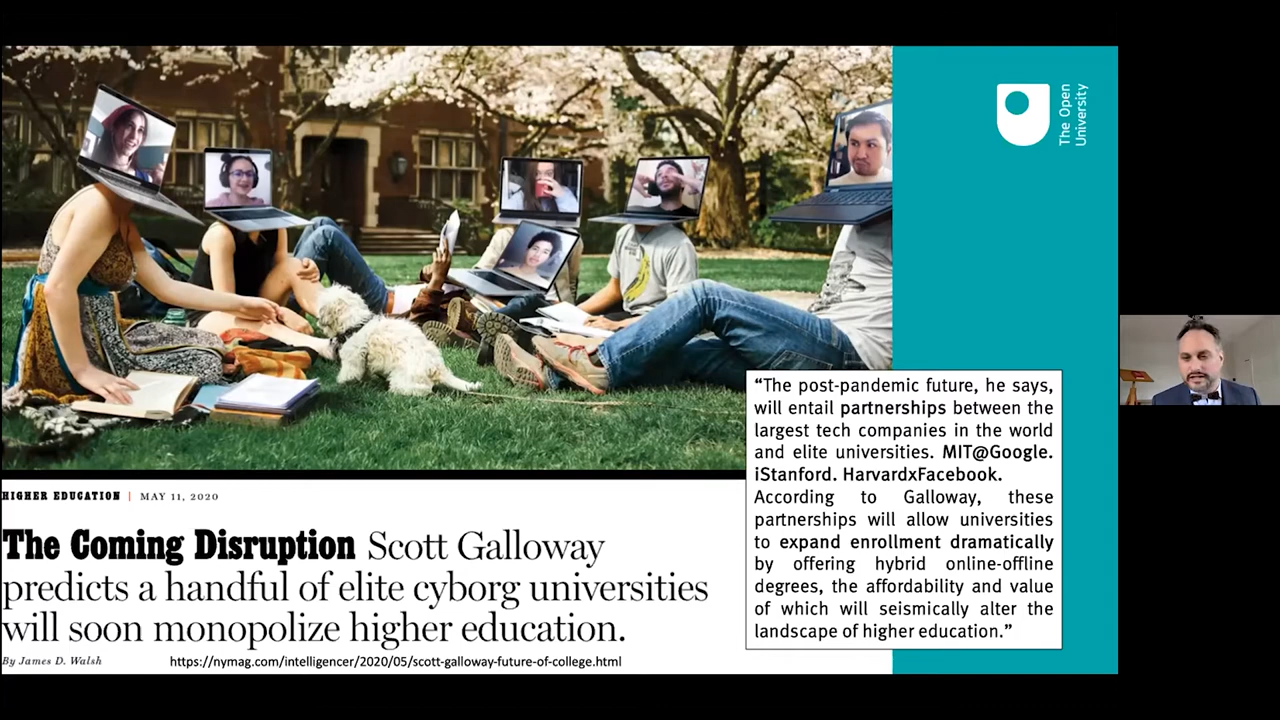 The Open
University
“The post-pandemic future, he says,
will entail partnerships between the
largest tech companies in the world
and elite universities. MIT@Google.
iStanford. HarvardxFacebook.
According to Galloway, these
partnerships will allow universities
to expand enrollment dramatically
by offering hybrid online-offline
degrees, the affordability and value
of which will seismically alter the
landscape of higher education.”
HIGHER EDUCATION | MAY 11, 2020
The Coming Disruption Scott Galloway
predicts a handful of elite cyborg universities
will soon monopolize higher education.
By James D. Walsh
https://nymag.com/intelligencer/2020/05/scott-galloway-future-of-college.html